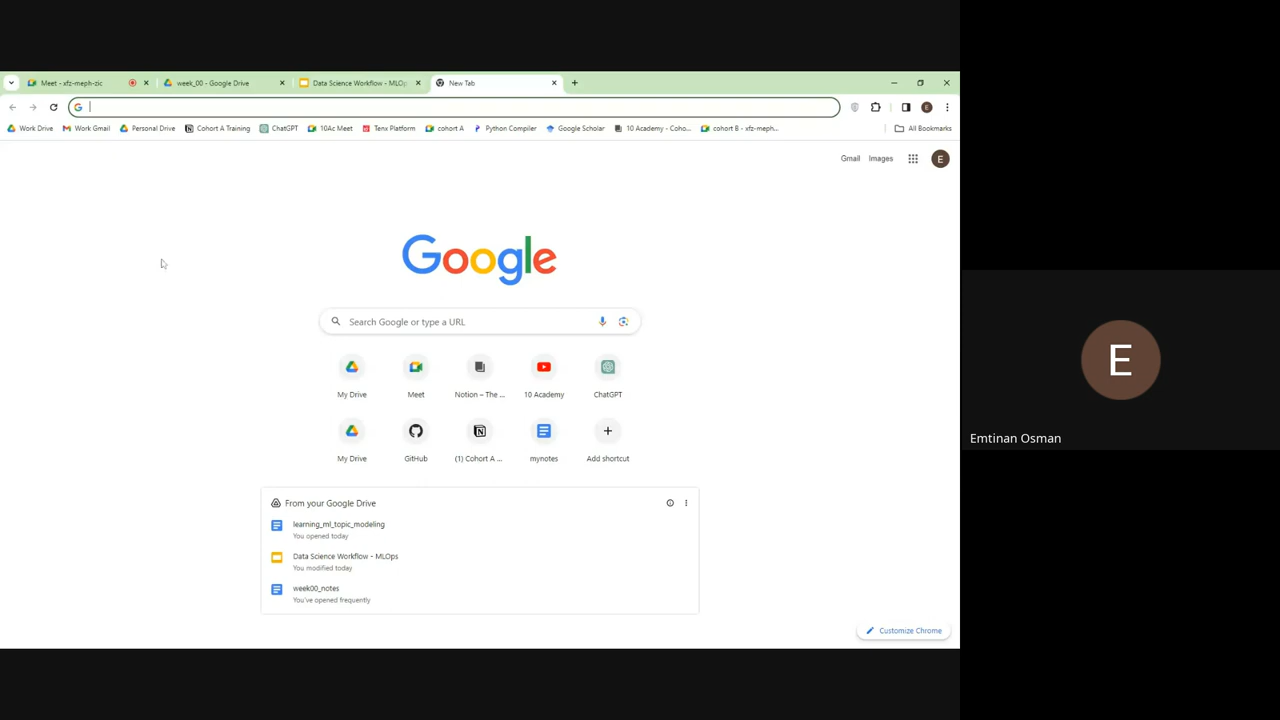 Meet - xfz-meph-zic
week_00 - Google Drive
Data Science Workflow - MLOp
New Tab
Work Drive
Work Gmail
Personal Drive
Cohort A Training
ChatGPT
10Ac Meet
Tenx Platform
cohort A
Python Compiler
Google Scholar
10 Academy - Coho...
cohort B - xfz-meph...
All Bookmarks
Gmail
Images
E
Google
Search Google or type a URL
My Drive
Meet
Notion – The ...
10 Academy
ChatGPT
My Drive
GitHub
(1) Cohort A ...
mynotes
Add shortcut
From your Google Drive
learning_ml_topic_modeling
You opened today
Data Science Workflow - MLOps
You modified today
week00_notes
You've opened frequently
Customize Chrome
E
Emtinan Osman